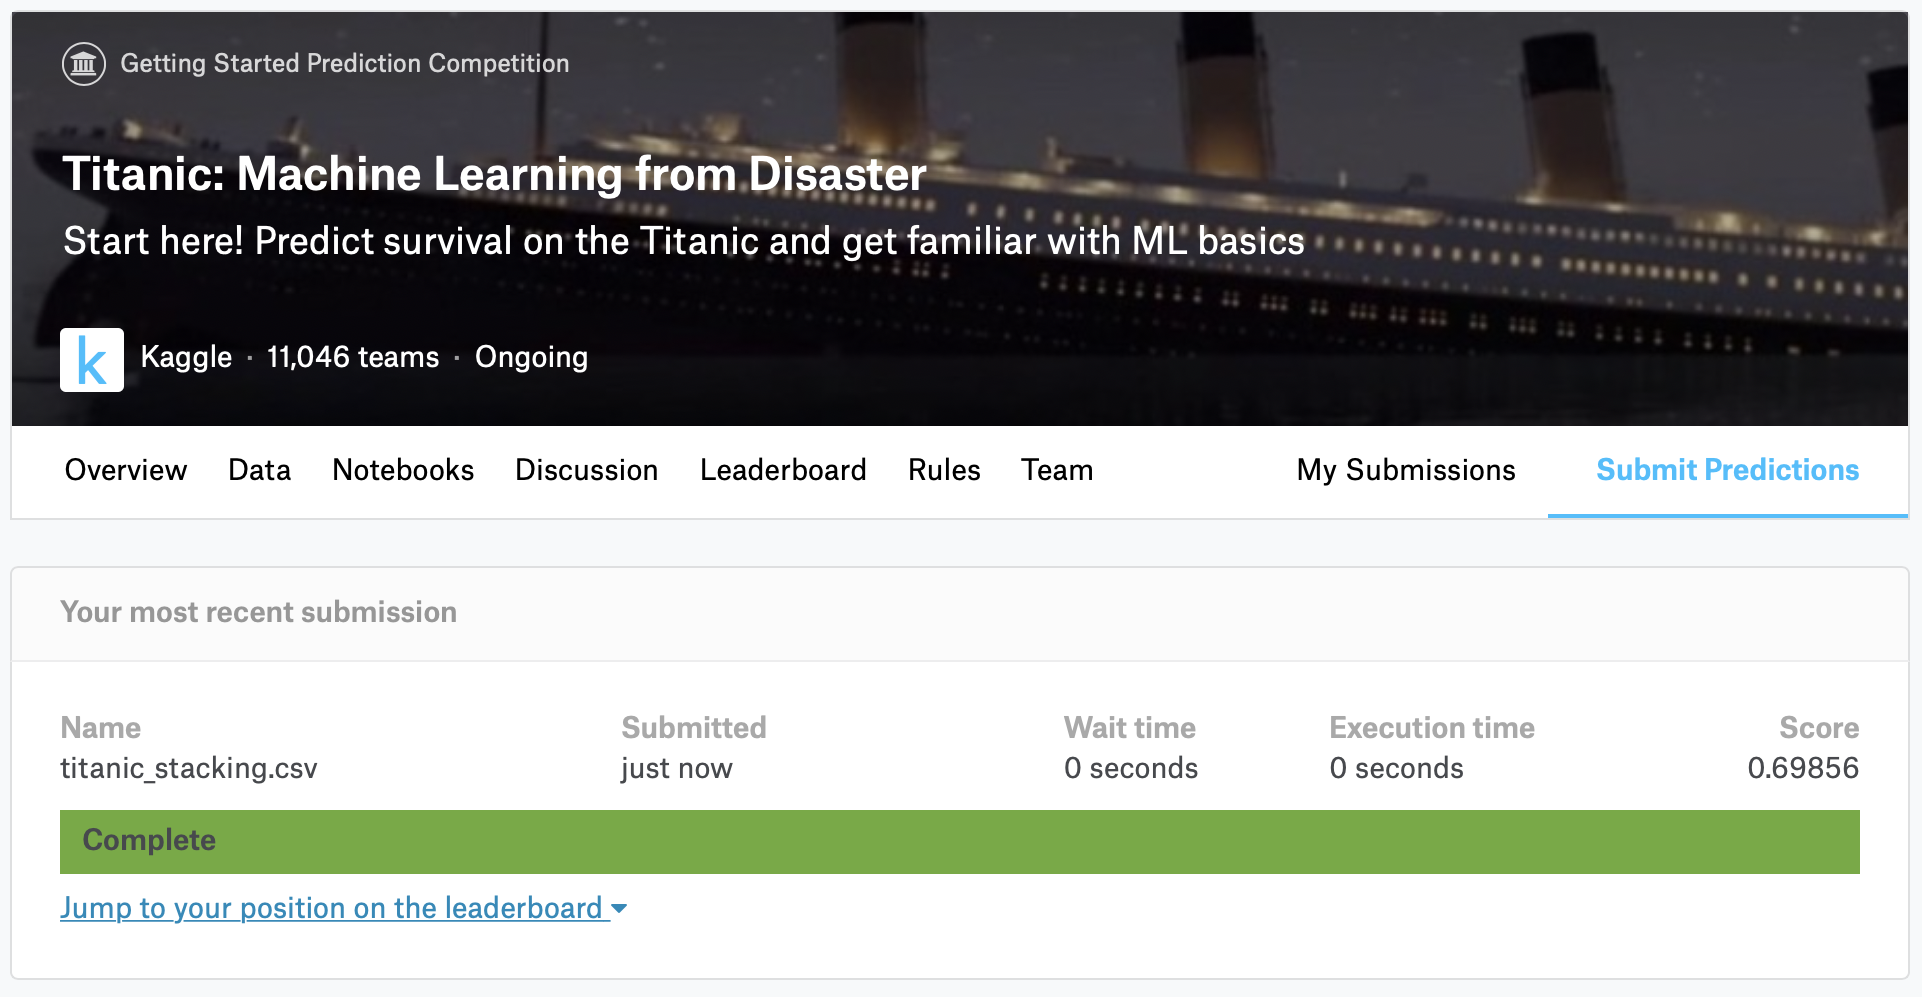 Getting Started Prediction Competition
Titanic: Machine Learning from Disaster
Start here! Predict survival on the Titanic and get familiar with ML basics
k
Kaggle · 11,046 teams · Ongoing
Overview Data Notebooks Discussion Leaderboard Rules Team My Submissions Submit Predictions
Your most recent submission
Name Submitted Wait time Execution time Score
titanic_stacking.csv just now 0 seconds 0 seconds 0.69856
Complete
Jump to your position on the leaderboard